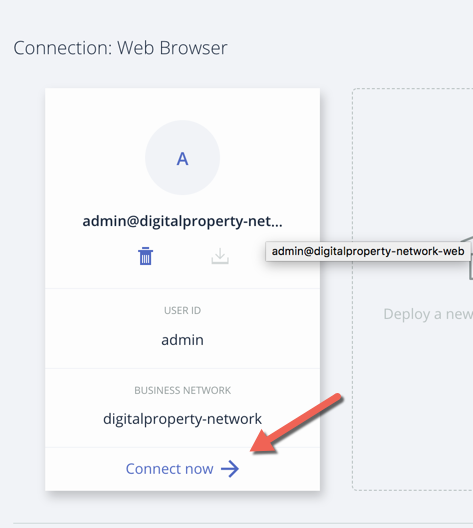 Connection: Web Browser
A
admin@digitalproperty-net...
admin@digitalproperty-network-web
USER ID
admin
Deploy a new
BUSINESS NETWORK
digitalproperty-network
Connect now